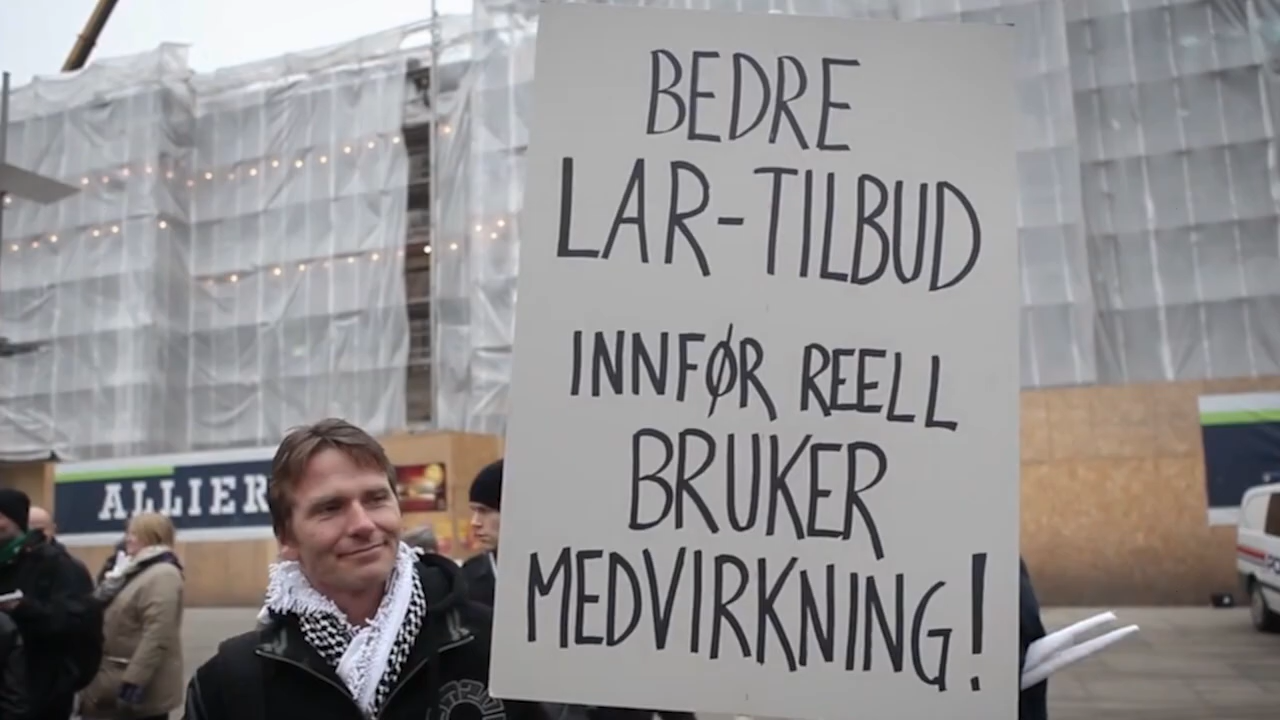 BEDRE
LAR-TILBUD
INNFØR REELL
BRUKER
MEDVIRKNING!
ALLIER